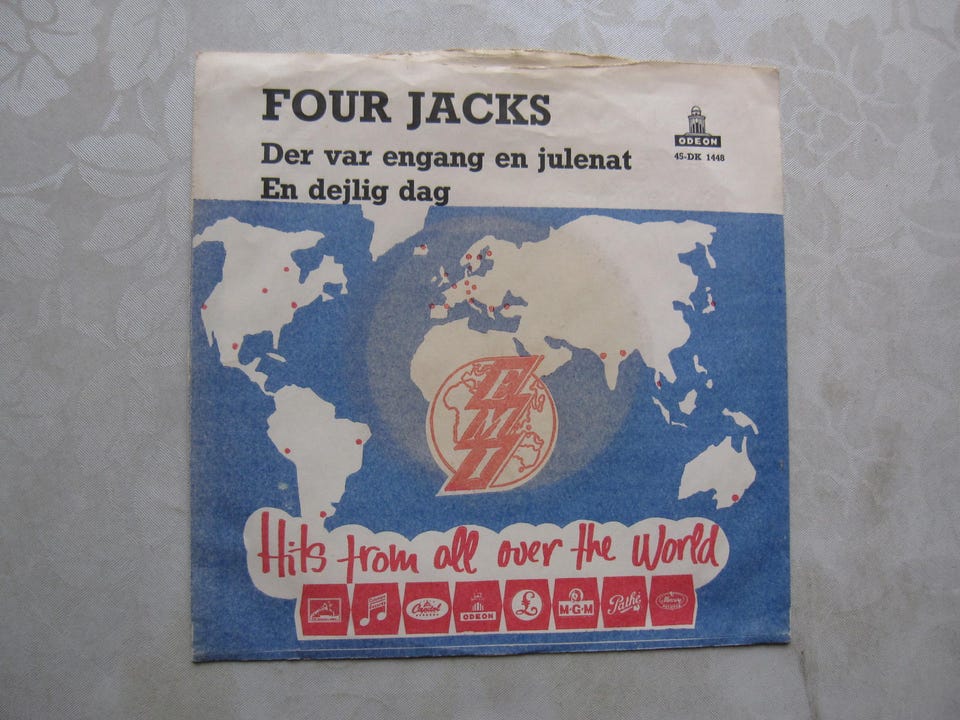 FOUR JACKS
Der var engang en julenat
En dejlig dag
ODEON
45-DK 1448
EMI
Hits from all over the World
Capitol
ODEON
£
M-G-M
Pathé
Mercury